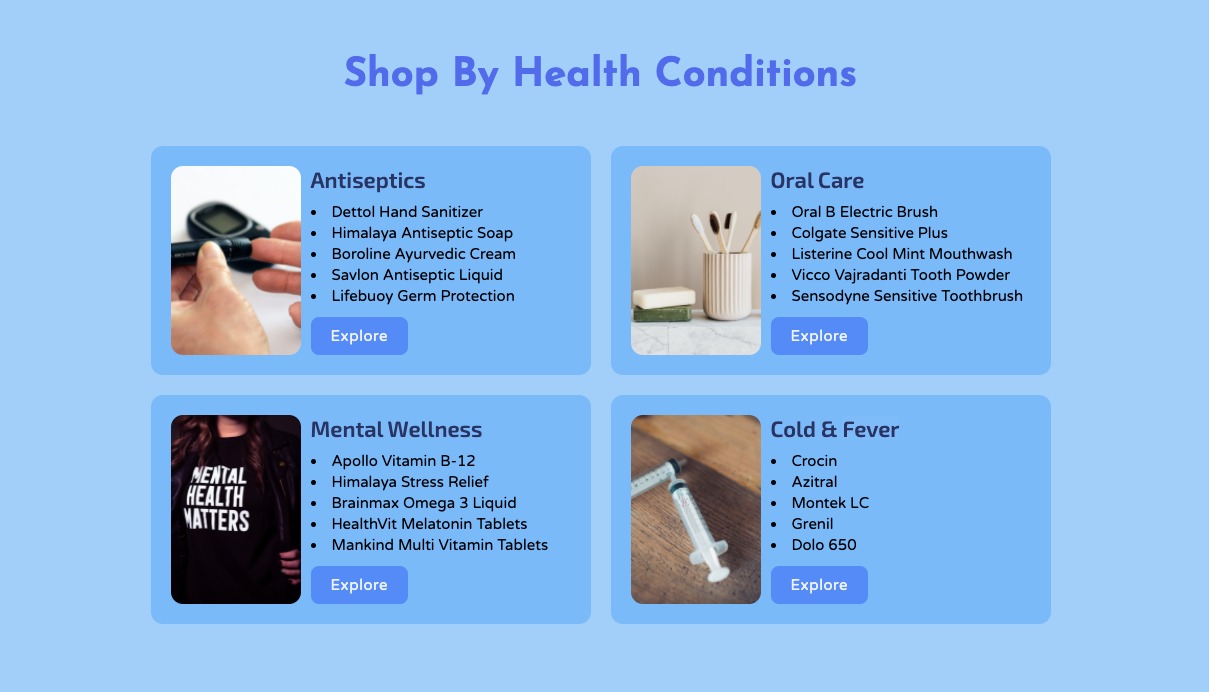 Shop By Health Conditions
Antiseptics
Dettol Hand Sanitizer
Himalaya Antiseptic Soap
Boroline Ayurvedic Cream
Savlon Antiseptic Liquid
Lifebuoy Germ Protection
Explore
Oral Care
Oral B Electric Brush
Colgate Sensitive Plus
Listerine Cool Mint Mouthwash
Vicco Vajradanti Tooth Powder
Sensodyne Sensitive Toothbrush
Explore
MENTAL
HEALTH
MATTERS
Mental Wellness
Apollo Vitamin B-12
Himalaya Stress Relief
Brainmax Omega 3 Liquid
HealthVit Melatonin Tablets
Mankind Multi Vitamin Tablets
Explore
Cold & Fever
Crocin
Azitral
Montek LC
Grenil
Dolo 650
Explore